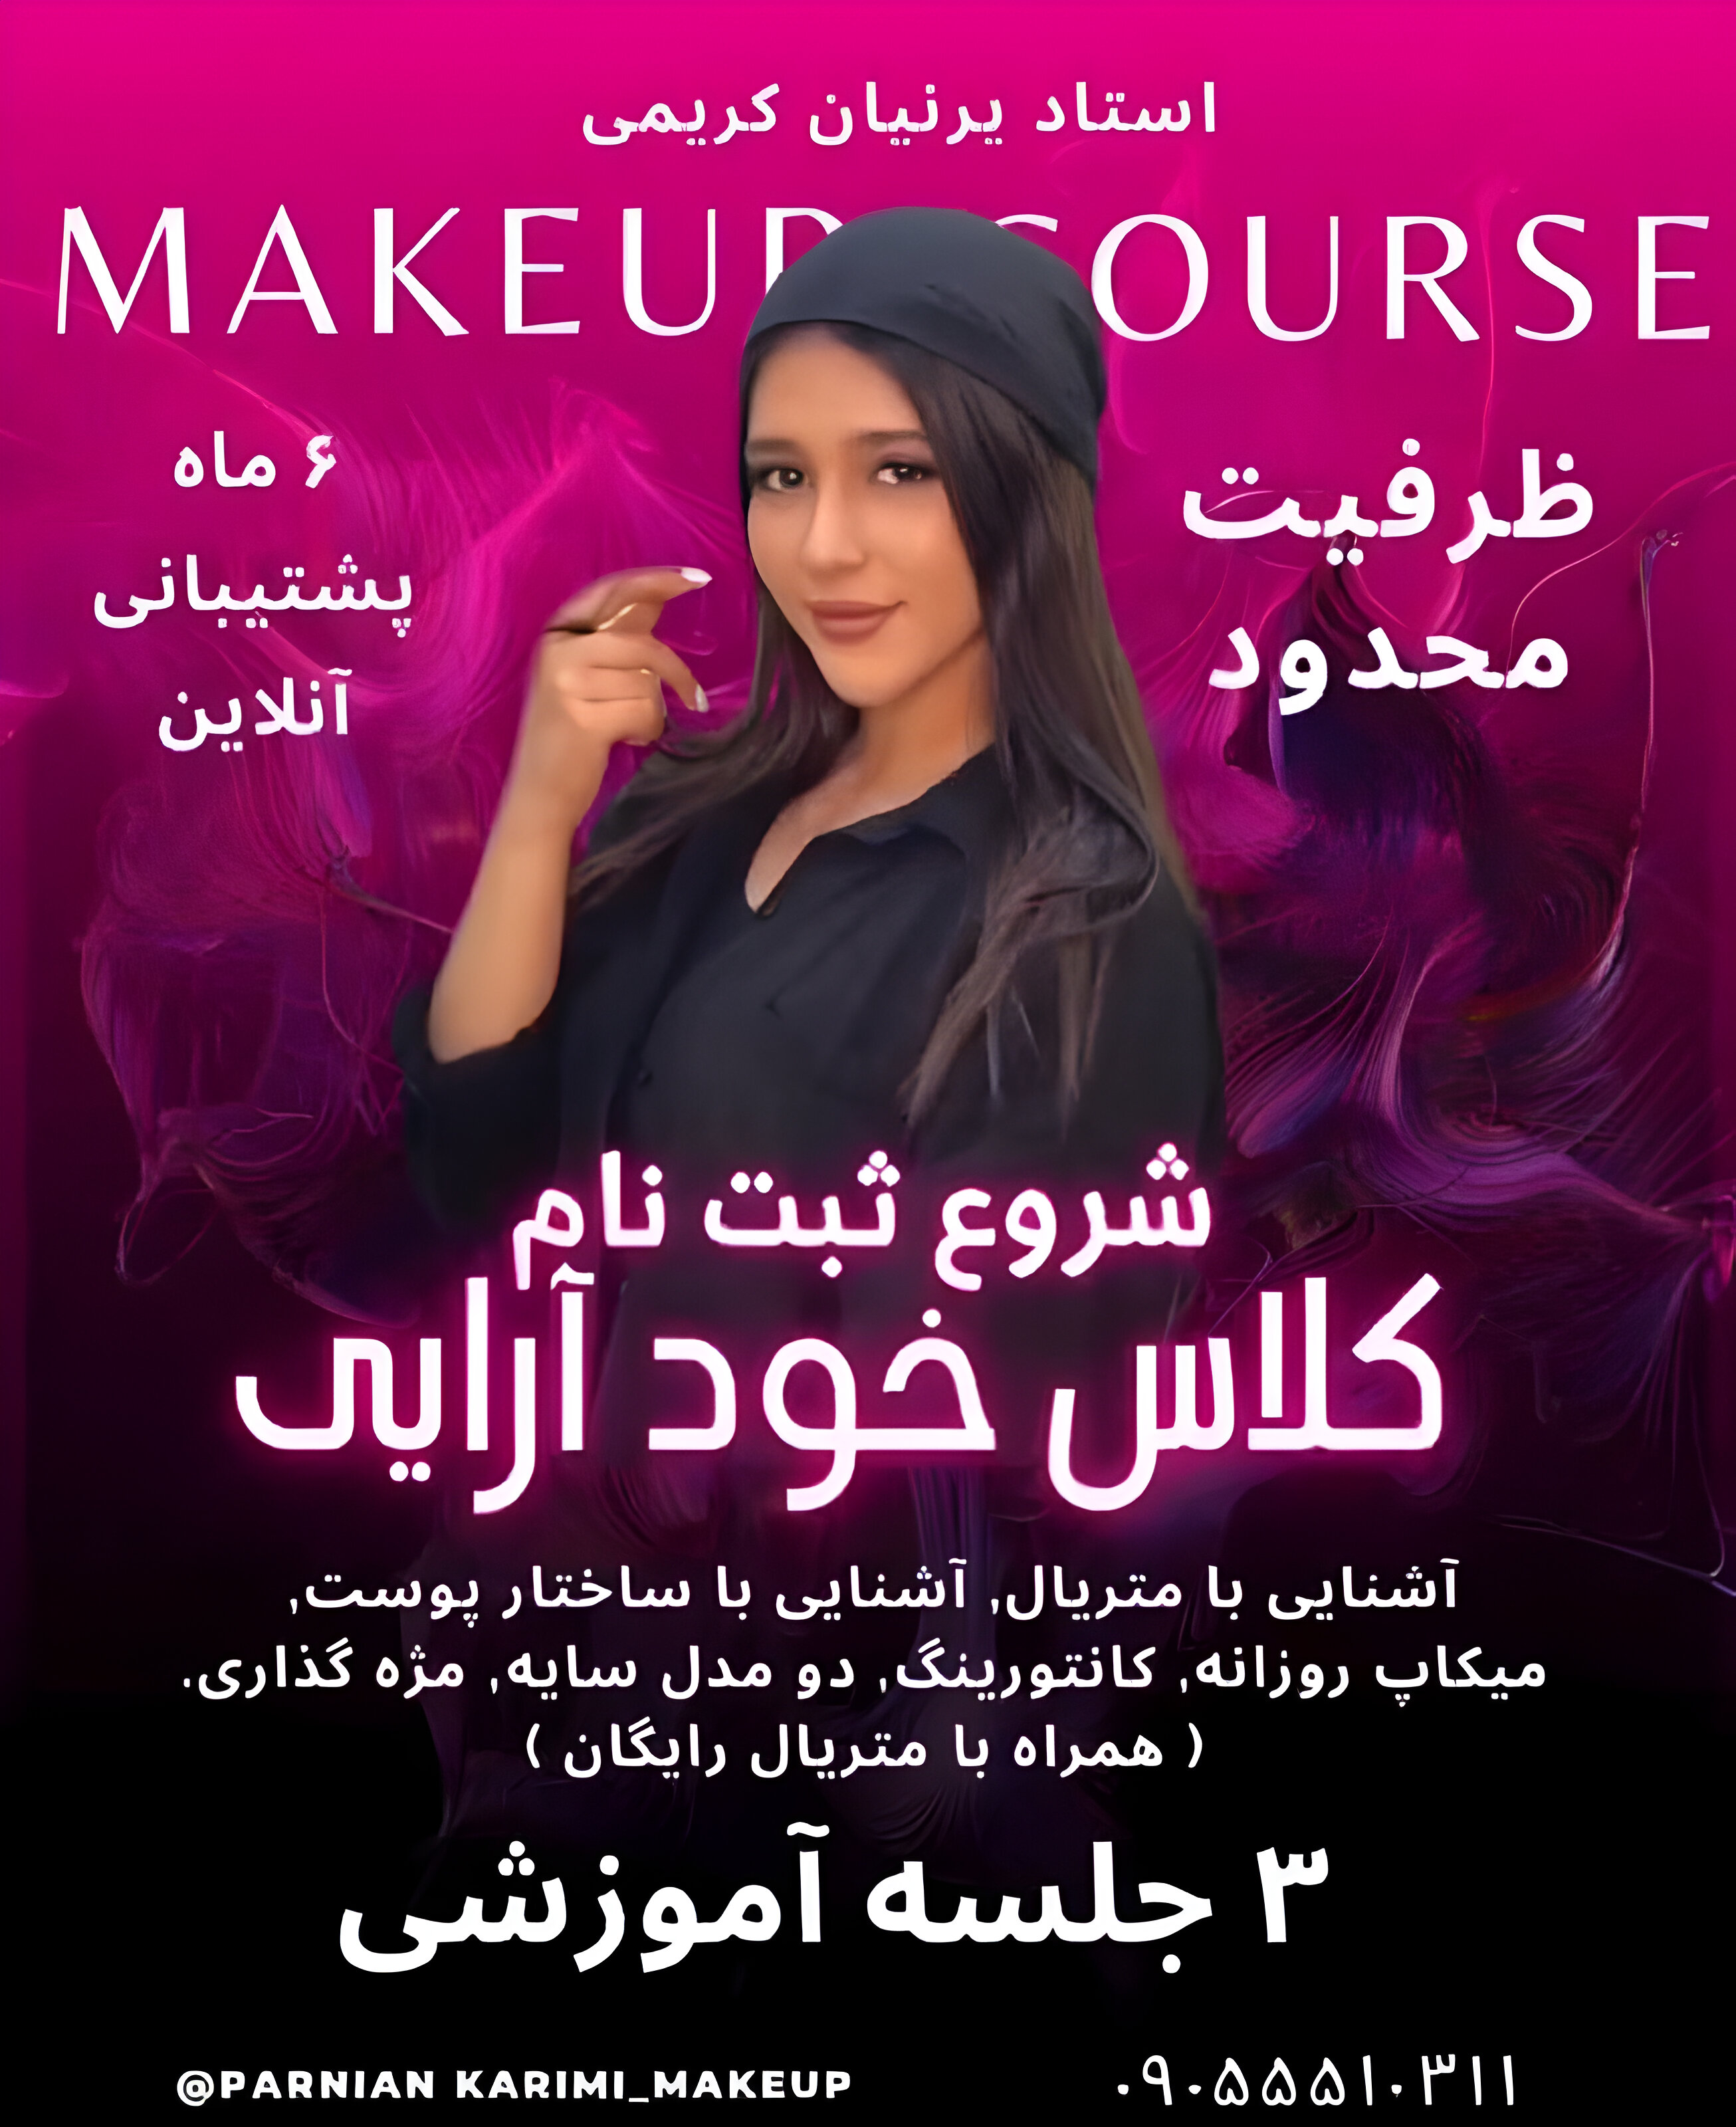 استاد پرنیان کریمی
MAKEUP COURSE
ظرفیت
محدود
۶ ماه
پشتیبانی
آنلاین
شروع ثبت نام
کلاس خود آرایی
آشنایی با متریال, آشنایی با ساختار پوست,
میکاپ روزانه, کانتورینگ, دو مدل سایه, مژه گذاری.
( همراه با متریال رایگان )
۳ جلسه آموزشی
@PARNIAN KARIMI_MAKEUP
۰۹۰۵۵۵۱۰۳۱۱